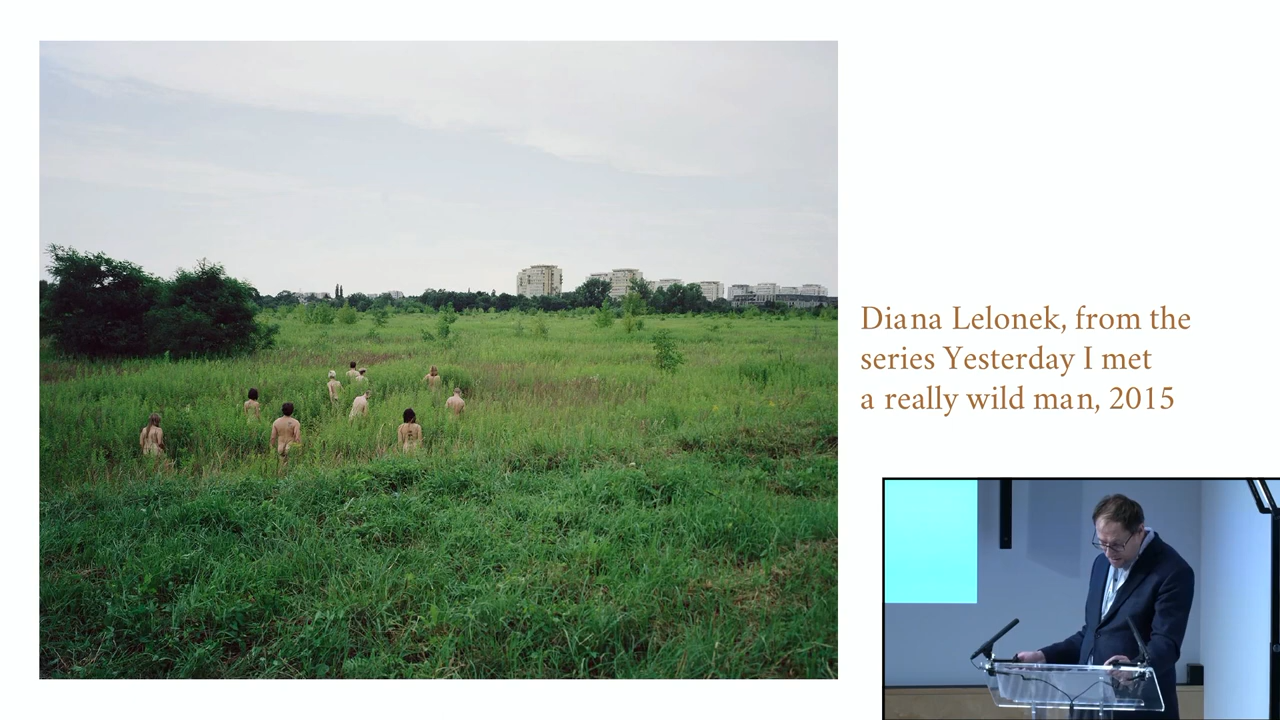 Diana Lelonek, from the
series Yesterday I met
a really wild man, 2015